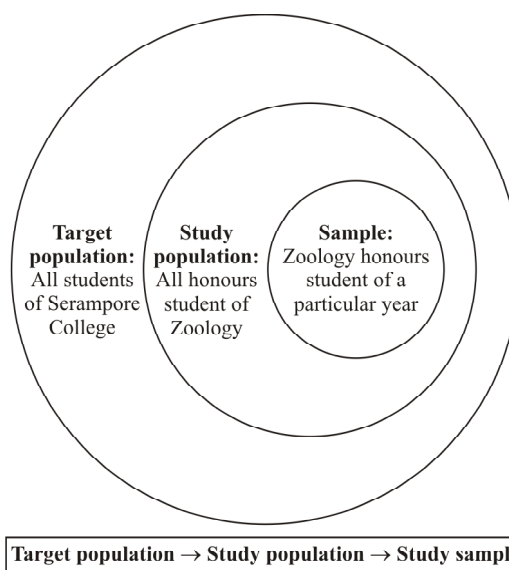 Target
population:
All students
of Serampore
College
Study
population:
All honours
student of
Zoology
Sample:
Zoology honours
student of a
particular year
Target population → Study population → Study sampl